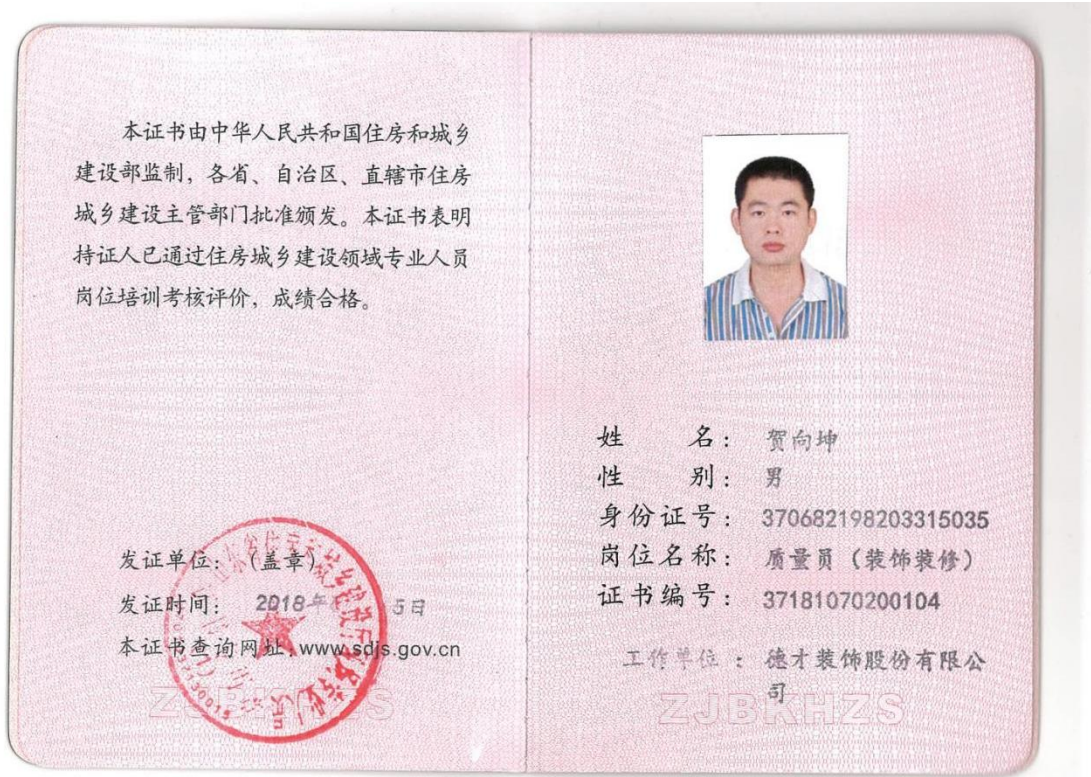 本证书由中华人民共和国住房和城乡
建设部监制，各省、自治区、直辖市住房
城乡建设主管部门批准颁发。本证书表明
持证人已通过住房城乡建设领域专业人员
岗位培训考核评价，成绩合格。
发证单位：（盖章）
发证时间： 2018年 5日
本证书查询网址：www.sdjs.gov.cn
ZJBKHZS
姓 名： 贺向坤
性 别： 男
身份证号： 370682198203315035
岗位名称： 质量员（装饰装修）
证书编号： 37181070200104
工作单位 ： 德才装饰股份有限公
司
ZJBKHZS